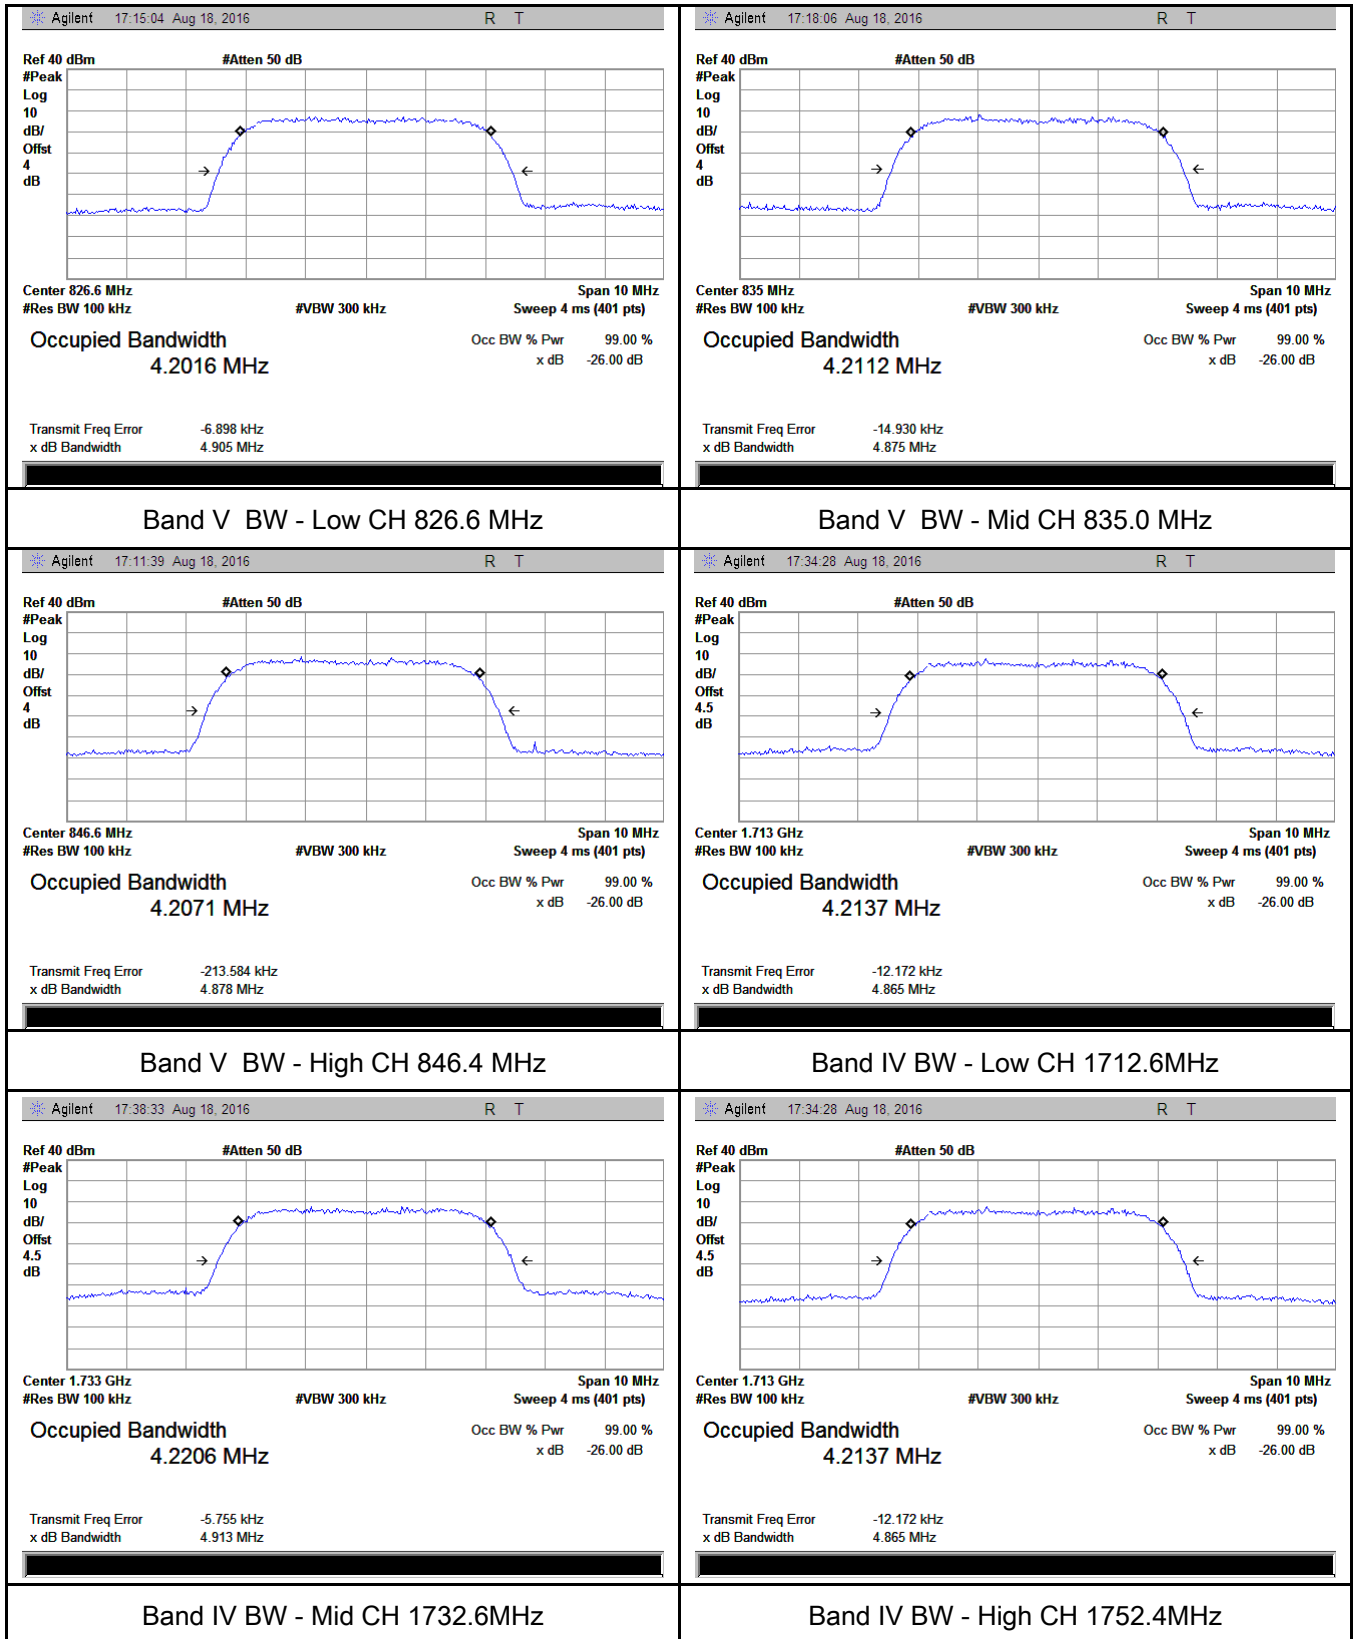 Agilent 17:15:04 Aug 18, 2016 R T
Ref 40 dBm #Atten 50 dB
#Peak
Log
10
dB/
Offst
4
dB
Center 826.6 MHz Span 10 MHz
#Res BW 100 kHz #VBW 300 kHz Sweep 4 ms (401 pts)
Occupied Bandwidth Occ BW % Pwr 99.00 %
4.2016 MHz x dB -26.00 dB
Transmit Freq Error -6.898 kHz
x dB Bandwidth 4.905 MHz
Band V BW - Low CH 826.6 MHz
Agilent 17:18:06 Aug 18, 2016 R T
Ref 40 dBm #Atten 50 dB
#Peak
Log
10
dB/
Offst
4
dB
Center 835 MHz Span 10 MHz
#Res BW 100 kHz #VBW 300 kHz Sweep 4 ms (401 pts)
Occupied Bandwidth Occ BW % Pwr 99.00 %
4.2112 MHz x dB -26.00 dB
Transmit Freq Error -14.930 kHz
x dB Bandwidth 4.875 MHz
Band V BW - Mid CH 835.0 MHz
Agilent 17:11:39 Aug 18, 2016 R T
Ref 40 dBm #Atten 50 dB
#Peak
Log
10
dB/
Offst
4
dB
Center 846.6 MHz Span 10 MHz
#Res BW 100 kHz #VBW 300 kHz Sweep 4 ms (401 pts)
Occupied Bandwidth Occ BW % Pwr 99.00 %
4.2071 MHz x dB -26.00 dB
Transmit Freq Error -213.584 kHz
x dB Bandwidth 4.878 MHz
Band V BW - High CH 846.4 MHz
Agilent 17:34:28 Aug 18, 2016 R T
Ref 40 dBm #Atten 50 dB
#Peak
Log
10
dB/
Offst
4.5
dB
Center 1.713 GHz Span 10 MHz
#Res BW 100 kHz #VBW 300 kHz Sweep 4 ms (401 pts)
Occupied Bandwidth Occ BW % Pwr 99.00 %
4.2137 MHz x dB -26.00 dB
Transmit Freq Error -12.172 kHz
x dB Bandwidth 4.865 MHz
Band IV BW - Low CH 1712.6MHz
Agilent 17:38:33 Aug 18, 2016 R T
Ref 40 dBm #Atten 50 dB
#Peak
Log
10
dB/
Offst
4.5
dB
Center 1.733 GHz Span 10 MHz
#Res BW 100 kHz #VBW 300 kHz Sweep 4 ms (401 pts)
Occupied Bandwidth Occ BW % Pwr 99.00 %
4.2206 MHz x dB -26.00 dB
Transmit Freq Error -5.755 kHz
x dB Bandwidth 4.913 MHz
Band IV BW - Mid CH 1732.6MHz
Agilent 17:34:28 Aug 18, 2016 R T
Ref 40 dBm #Atten 50 dB
#Peak
Log
10
dB/
Offst
4.5
dB
Center 1.713 GHz Span 10 MHz
#Res BW 100 kHz #VBW 300 kHz Sweep 4 ms (401 pts)
Occupied Bandwidth Occ BW % Pwr 99.00 %
4.2137 MHz x dB -26.00 dB
Transmit Freq Error -12.172 kHz
x dB Bandwidth 4.865 MHz
Band IV BW - High CH 1752.4MHz